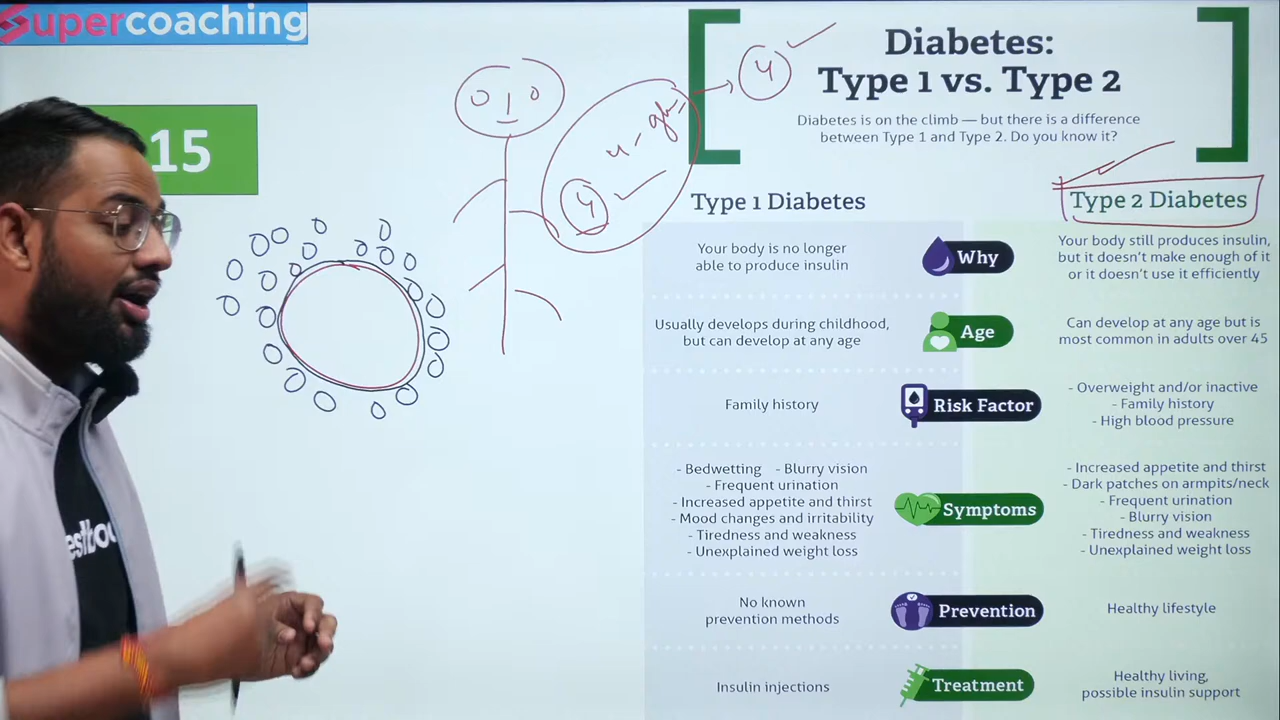 Supercoaching
15
Diabetes:
Type 1 vs. Type 2
Diabetes is on the climb — but there is a
difference between Type 1 and Type 2. Do you know it?
4
4
Type 1 Diabetes
Type 2 Diabetes
Your body is no longer
able to produce insulin
Why
Your body still produces insulin,
but it doesn't make enough of it
or it doesn't use it efficiently
Usually develops during childhood,
but can develop at any age
Age
Can develop at any age but is
most common in adults over 45
Family history
Risk Factor
- Overweight and/or inactive
- Family history
- High blood pressure
- Bedwetting - Blurry vision
- Frequent urination
- Increased appetite and thirst
- Mood changes and irritability
- Tiredness and weakness
- Unexplained weight loss
Symptoms
- Increased appetite and thirst
- Dark patches on armpits/neck
- Frequent urination
- Blurry vision
- Tiredness and weakness
- Unexplained weight loss
No known
prevention methods
Prevention
Healthy lifestyle
Insulin injections
Treatment
Healthy living,
possible insulin support